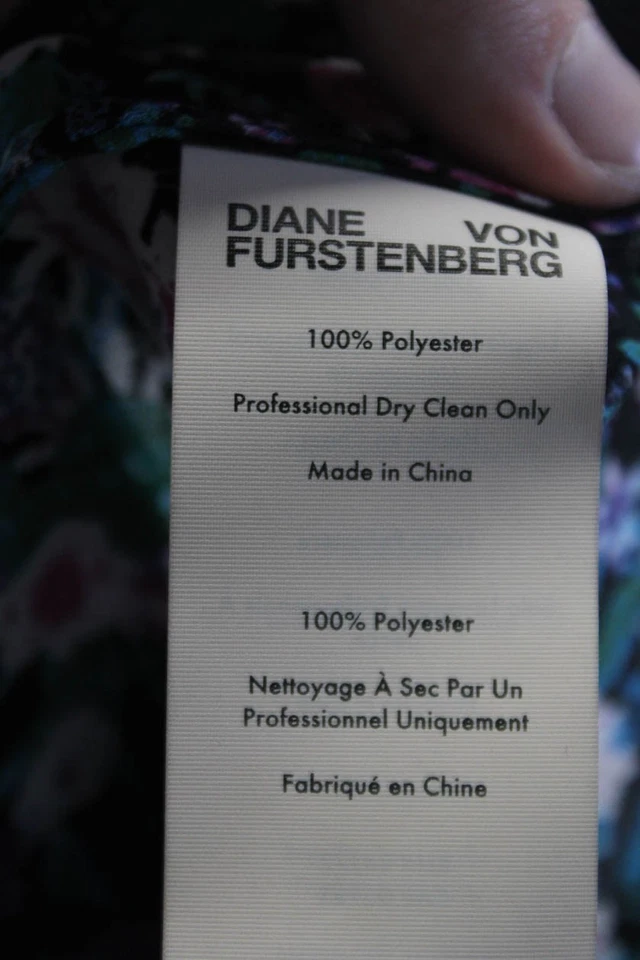 DIANE VON
FURSTENBERG
100% Polyester
Professional Dry Clean Only
Made in China
100% Polyester
Nettoyage À Sec Par Un
Professionnel Uniquement
Fabriqué en Chine